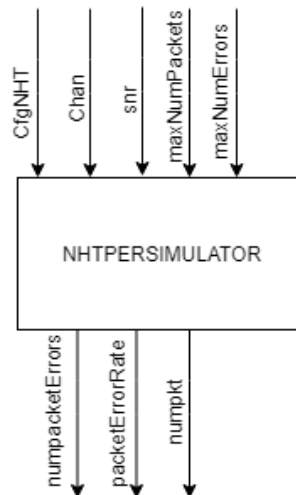 CfgNHT
Chan
snr
maxNumPackets
maxNumErrors
NHTPERSIMULATOR
numpacketErrors
packetErrorRate
numpkt